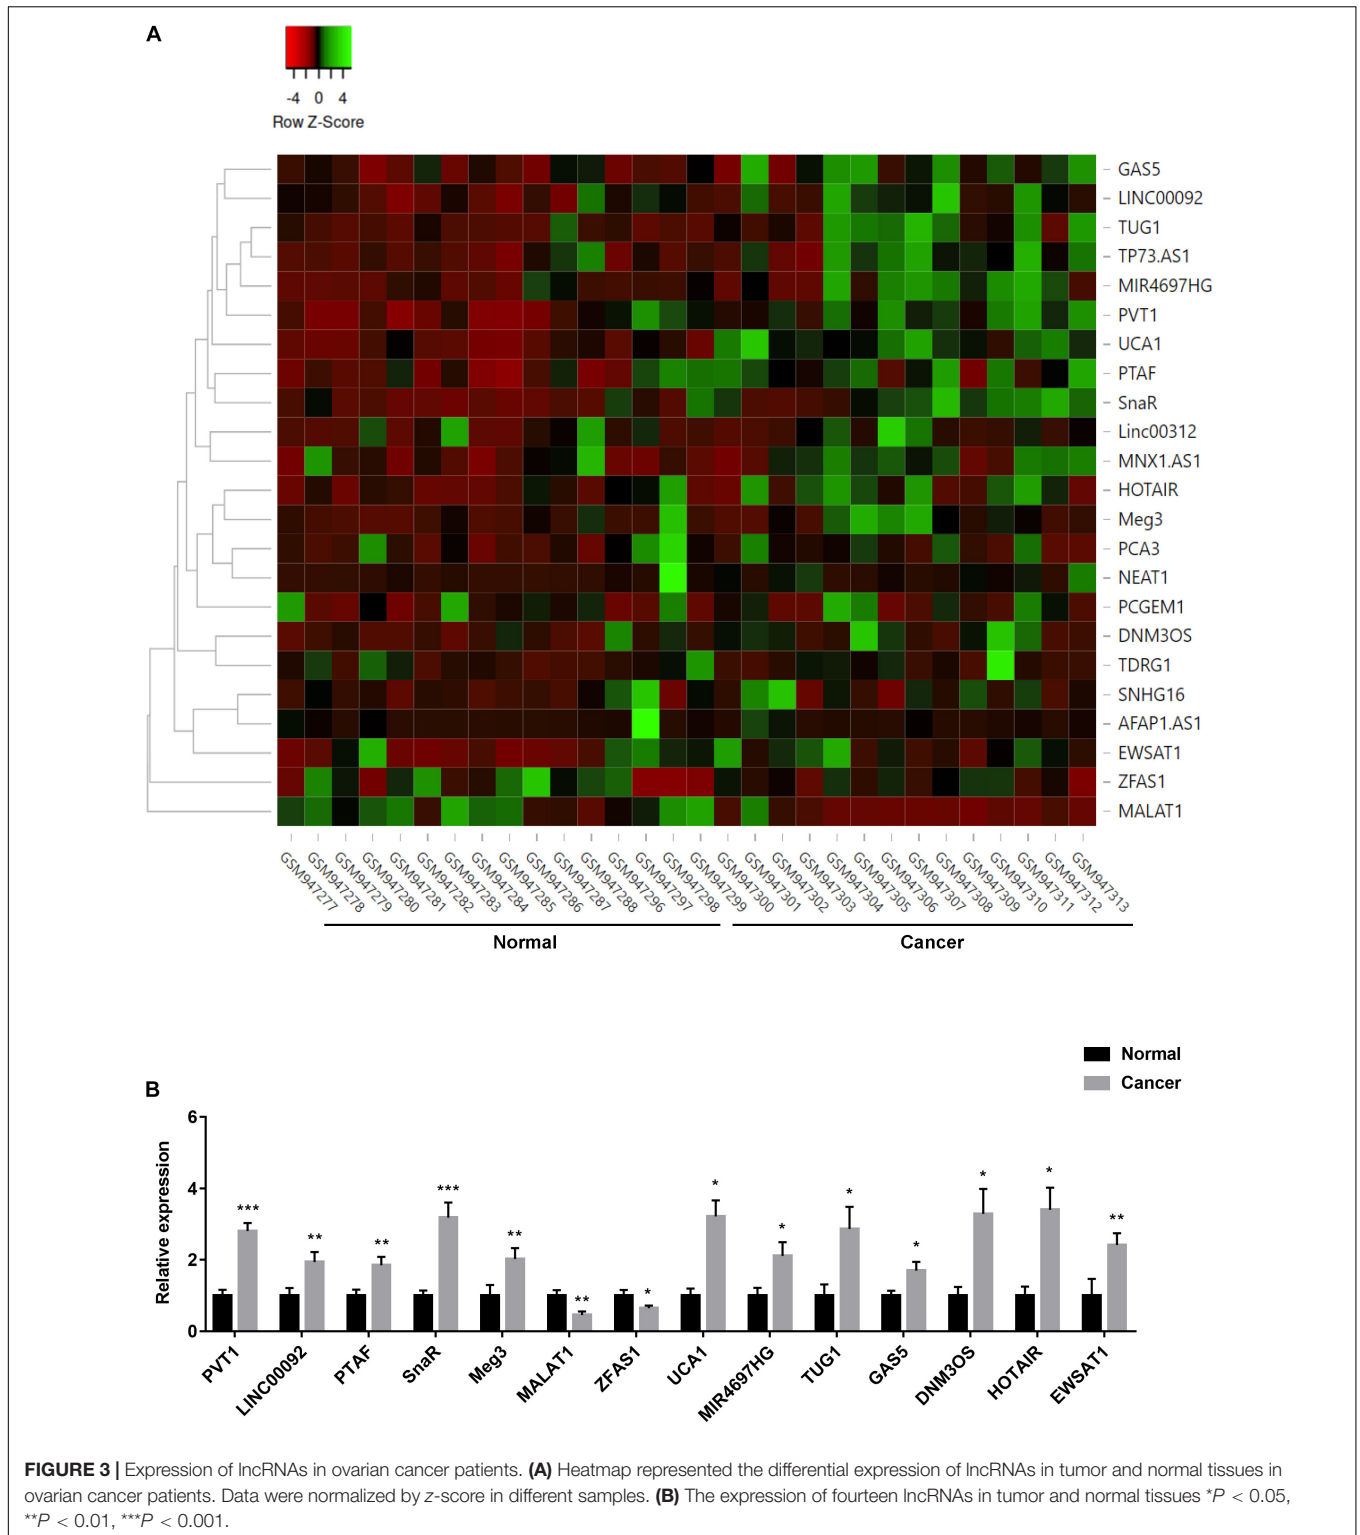 A
-4 0 4
Row Z-Score
GAS5
LINC00092
TUG1
TP73.AS1
MIR4697HG
PVT1
UCA1
PTAF
SnaR
Linc00312
MNX1.AS1
HOTAIR
Meg3
PCA3
NEAT1
PCGEM1
DNM3OS
TDRG1
SNHG16
AFAP1.AS1
EWSAT1
ZFAS1
MALAT1
GSM947277 GSM947278 GSM947279 GSM947280 GSM947281 GSM947282 GSM947283 GSM947284 GSM947285 GSM947286 GSM947287 GSM947288 GSM947296 GSM947297 GSM947298 GSM947299 GSM947300 GSM947301 GSM947302 GSM947303 GSM947304 GSM947305 GSM947306 GSM947307 GSM947308 GSM947309 GSM947310 GSM947311 GSM947312 GSM947313
Normal Cancer
Normal
Cancer
B
Relative expression
6
4
2
0
*** ** ** *** ** ** * * * * * * * **
PVT1 LINC00092 PTAF SnaR Meg3 MALAT1 ZFAS1 UCA1 MIR4697HG TUG1 GAS5 DNM3OS HOTAIR EWSAT1
FIGURE 3 | Expression of lncRNAs in ovarian cancer patients. (A) Heatmap represented the differential expression of lncRNAs in tumor and normal tissues in
ovarian cancer patients. Data were normalized by z-score in different samples. (B) The expression of fourteen lncRNAs in tumor and normal tissues *P < 0.05,
**P < 0.01, ***P < 0.001.